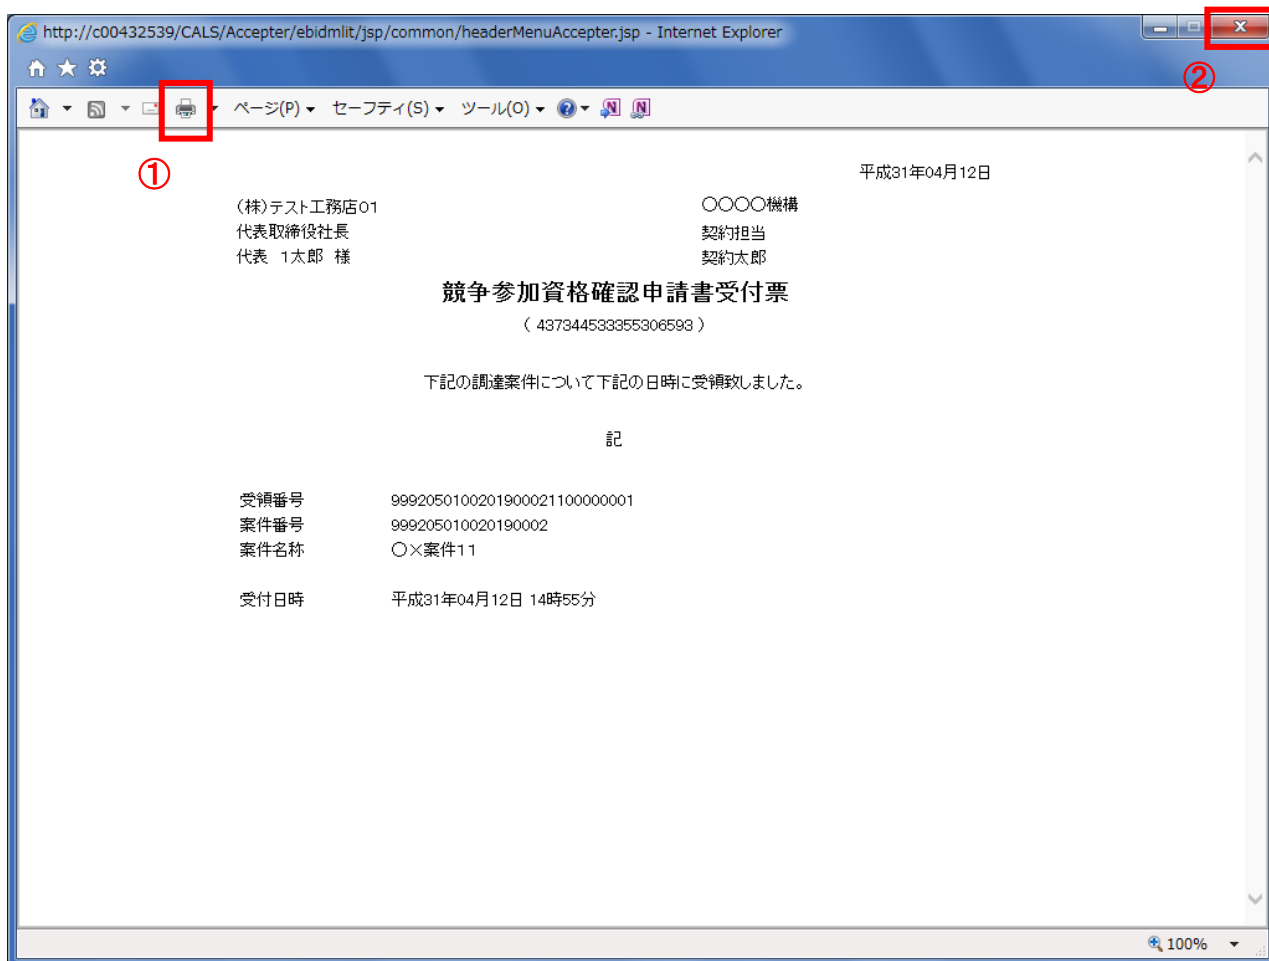 http://c00432539/CALS/Accepter/ebidmlit/jsp/common/headerMenuAccepter.jsp - Internet Explorer
②
ページ(P) セーフティ(S) ツール(O)
①
平成31年04月12日
(株)テスト工務店01
〇〇〇〇機構
代表取締役社長
契約担当
代表 1太郎 様
契約太郎
競争参加資格確認申請書受付票
( 437344533355306593 )
下記の調達案件について下記の日時に受領致しました。
記
受領番号 9992050100201900021100000001
案件番号 999205010020190002
案件名称 〇×案件11
受付日時 平成31年04月12日 14時55分
100%